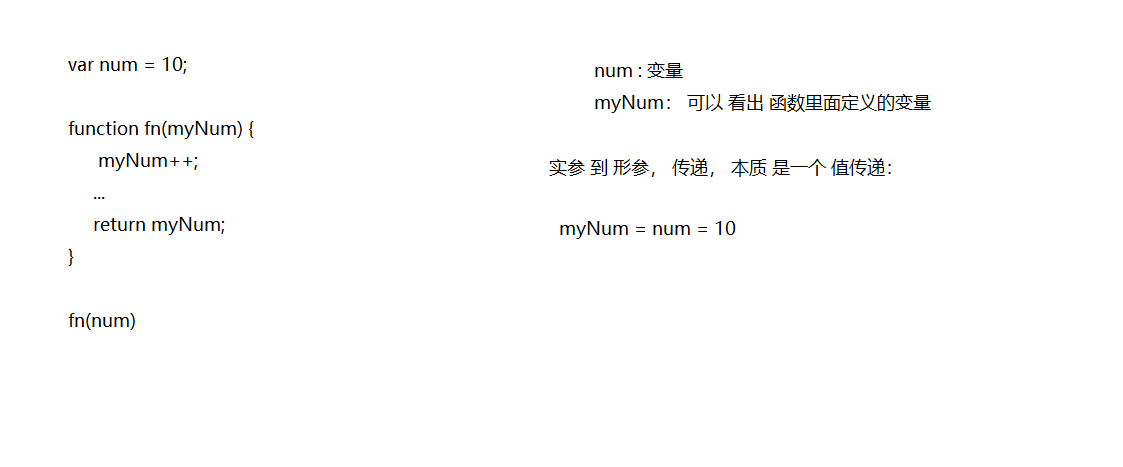 var num = 10;
function fn(myNum) {
myNum++;
...
return myNum;
}
fn(num)
num : 变量
myNum： 可以 看出 函数里面定义的变量
实参 到 形参， 传递， 本质 是一个 值传递：
myNum = num = 10